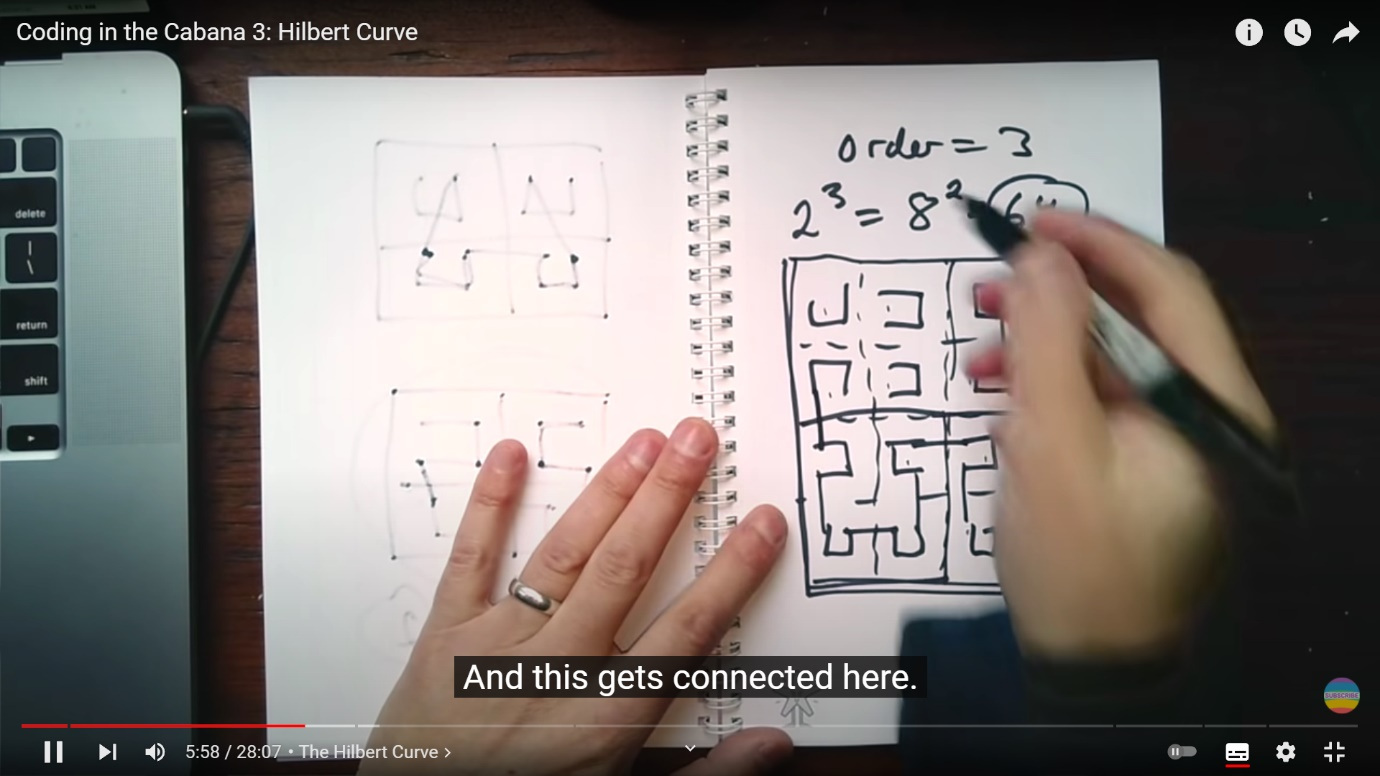 Coding in the Cabana 3: Hilbert Curve
order = 3
2³ = 8²
delete
|
\
return
shift
And this gets connected here.
SUBSCRIBE
5:58 / 28:07 • The Hilbert Curve ›